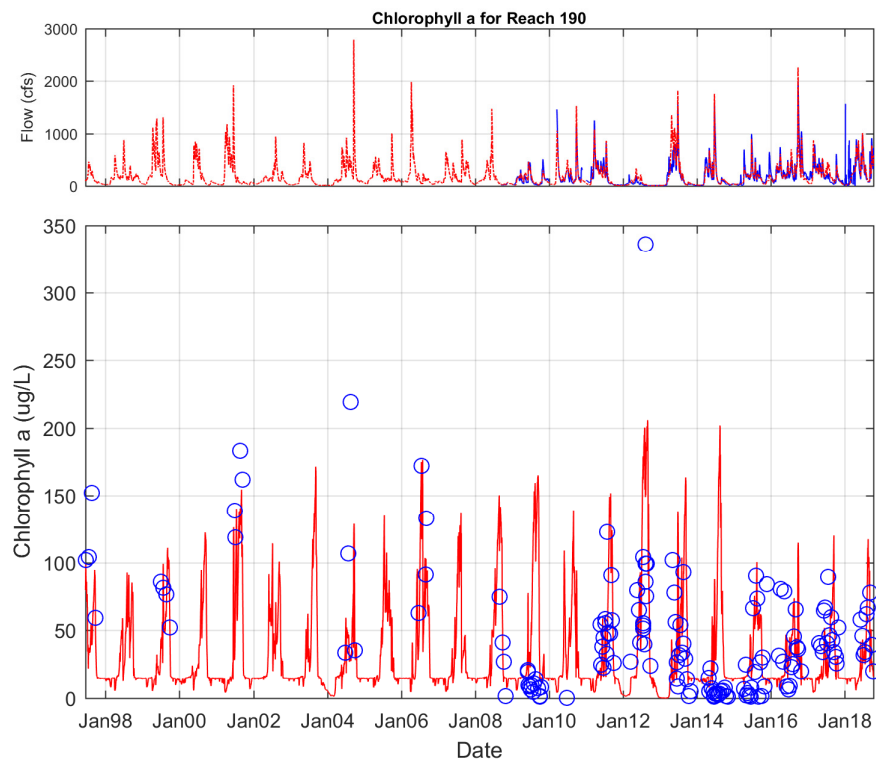 Chlorophyll a for Reach 190
3000
2000
1000
0
Flow (cfs)
350
300
250
200
150
100
50
0
Chlorophyll a (ug/L)
Jan98 Jan00 Jan02 Jan04 Jan06 Jan08 Jan10 Jan12 Jan14 Jan16 Jan18
Date